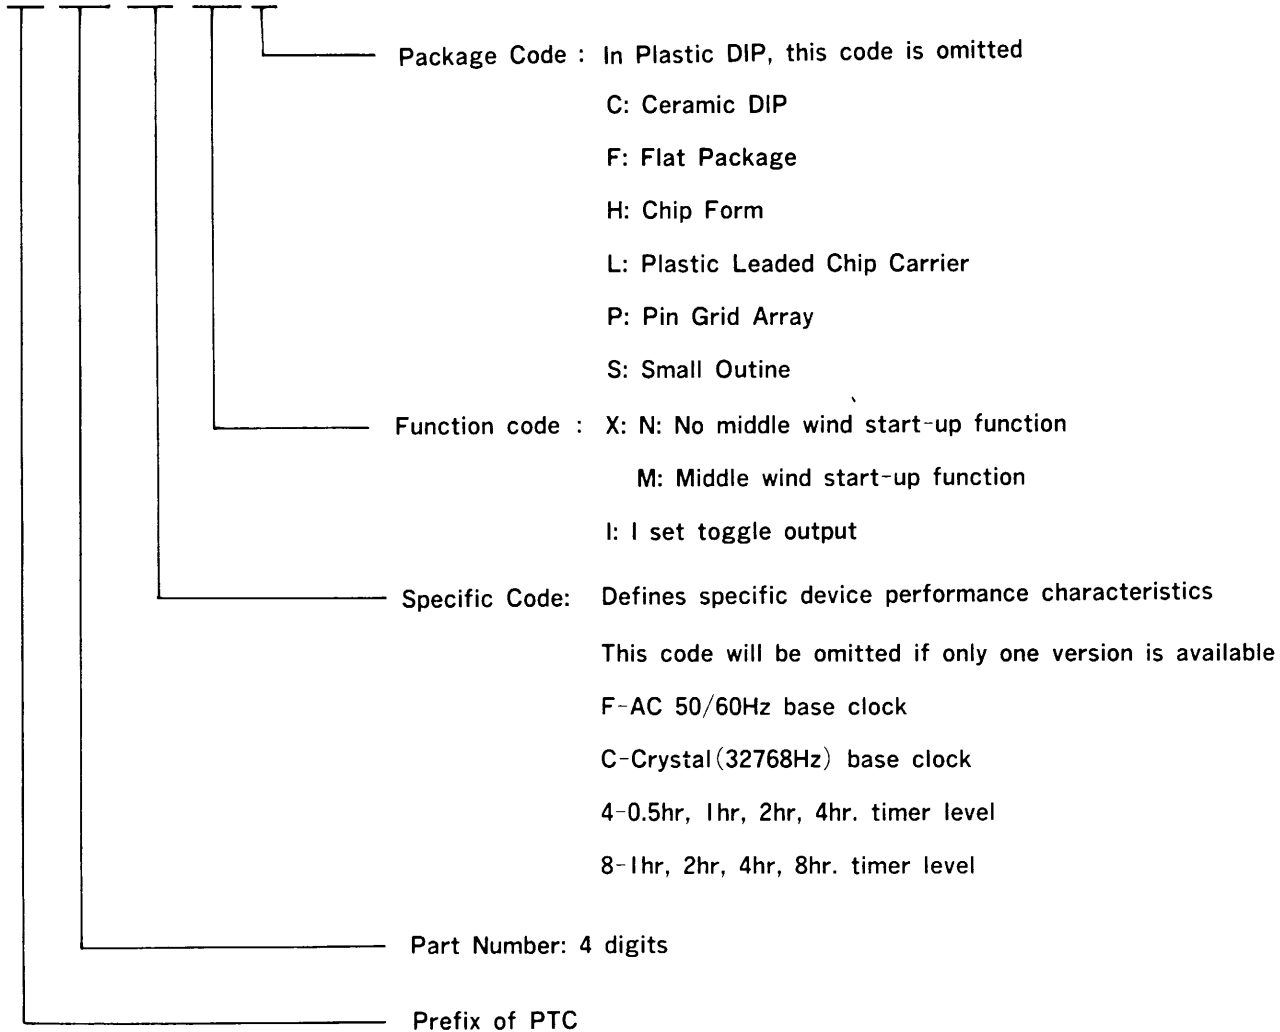 Package Code : In Plastic DIP, this code is omitted
C: Ceramic DIP
F: Flat Package
H: Chip Form
L: Plastic Leaded Chip Carrier
P: Pin Grid Array
S: Small Outine
Function code : X: N: No middle wind start-up function
M: Middle wind start-up function
I: I set toggle output
Specific Code: Defines specific device performance characteristics
This code will be omitted if only one version is available
F-AC 50/60Hz base clock
C-Crystal(32768Hz) base clock
4-0.5hr, 1hr, 2hr, 4hr. timer level
8-1hr, 2hr, 4hr, 8hr. timer level
Part Number: 4 digits
Prefix of PTC